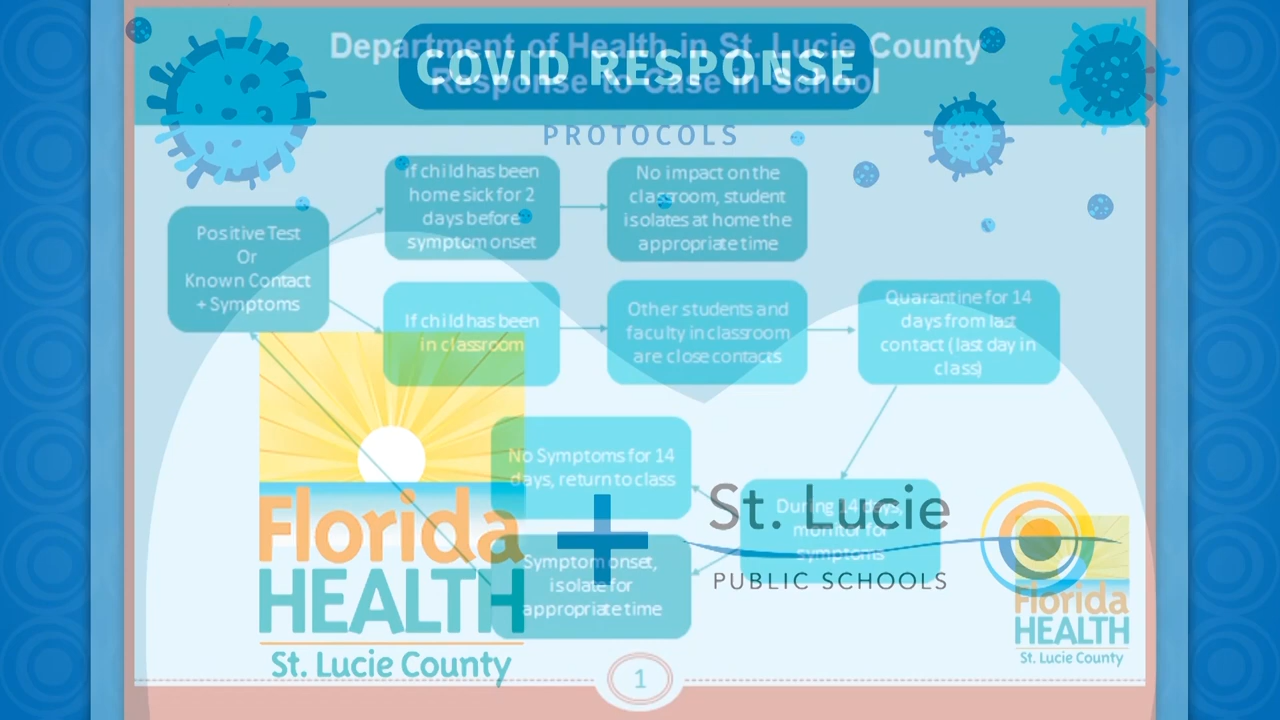 Department of Health in St. Lucie County
Response to Case in School
COVID RESPONSE
PROTOCOLS
Positive Test
Or
Known Contact
+ Symptoms
If child has been
home sick for 2
days before
symptom onset
No impact on the
classroom, student
isolates at home the
appropriate time
If child has been
in classroom
Other students and
faculty in classroom
are close contacts
Quarantine for 14
days from last
contact (last day in
class)
During 14 days,
monitor for
symptoms
No Symptoms for 14
days, return to class
Symptom onset,
isolate for
appropriate time
Florida
HEALTH
St. Lucie County
St. Lucie
PUBLIC SCHOOLS
Florida
HEALTH
St. Lucie County
1